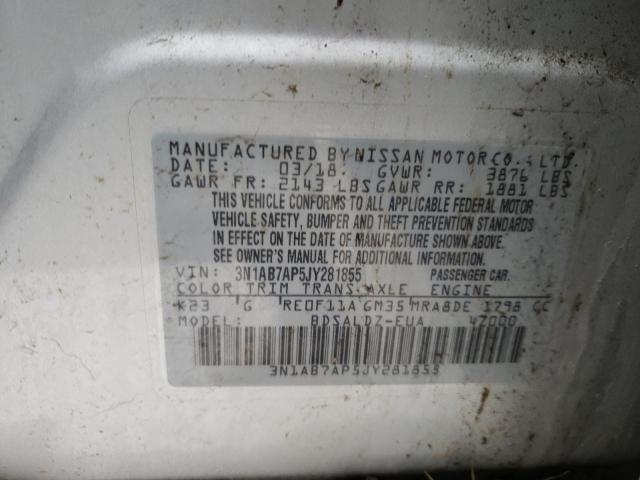 MANUFACTURED BY NISSAN MOTOR CO., LTD.
DATE: 03/18. GVWR: 3876 LBS
GAWR FR: 2143 LBS GAWR RR: 1881 LBS
THIS VEHICLE CONFORMS TO ALL APPLICABLE FEDERAL MOTOR
VEHICLE SAFETY, BUMPER AND THEFT PREVENTION STANDARDS
IN EFFECT ON THE DATE OF MANUFACTURE SHOWN ABOVE.
SEE OWNER'S MANUAL FOR ADDITIONAL INFORMATION.
VIN: 3N1AB7AP5JY281855 PASSENGER CAR.
COLOR TRIM TRANS.AXLE ENGINE
K23 G RE0F11A GM35 MRA8DE 1798 CC
MODEL: BDSALDZ-EUA 4Z000
3N1AB7AP5JY281855